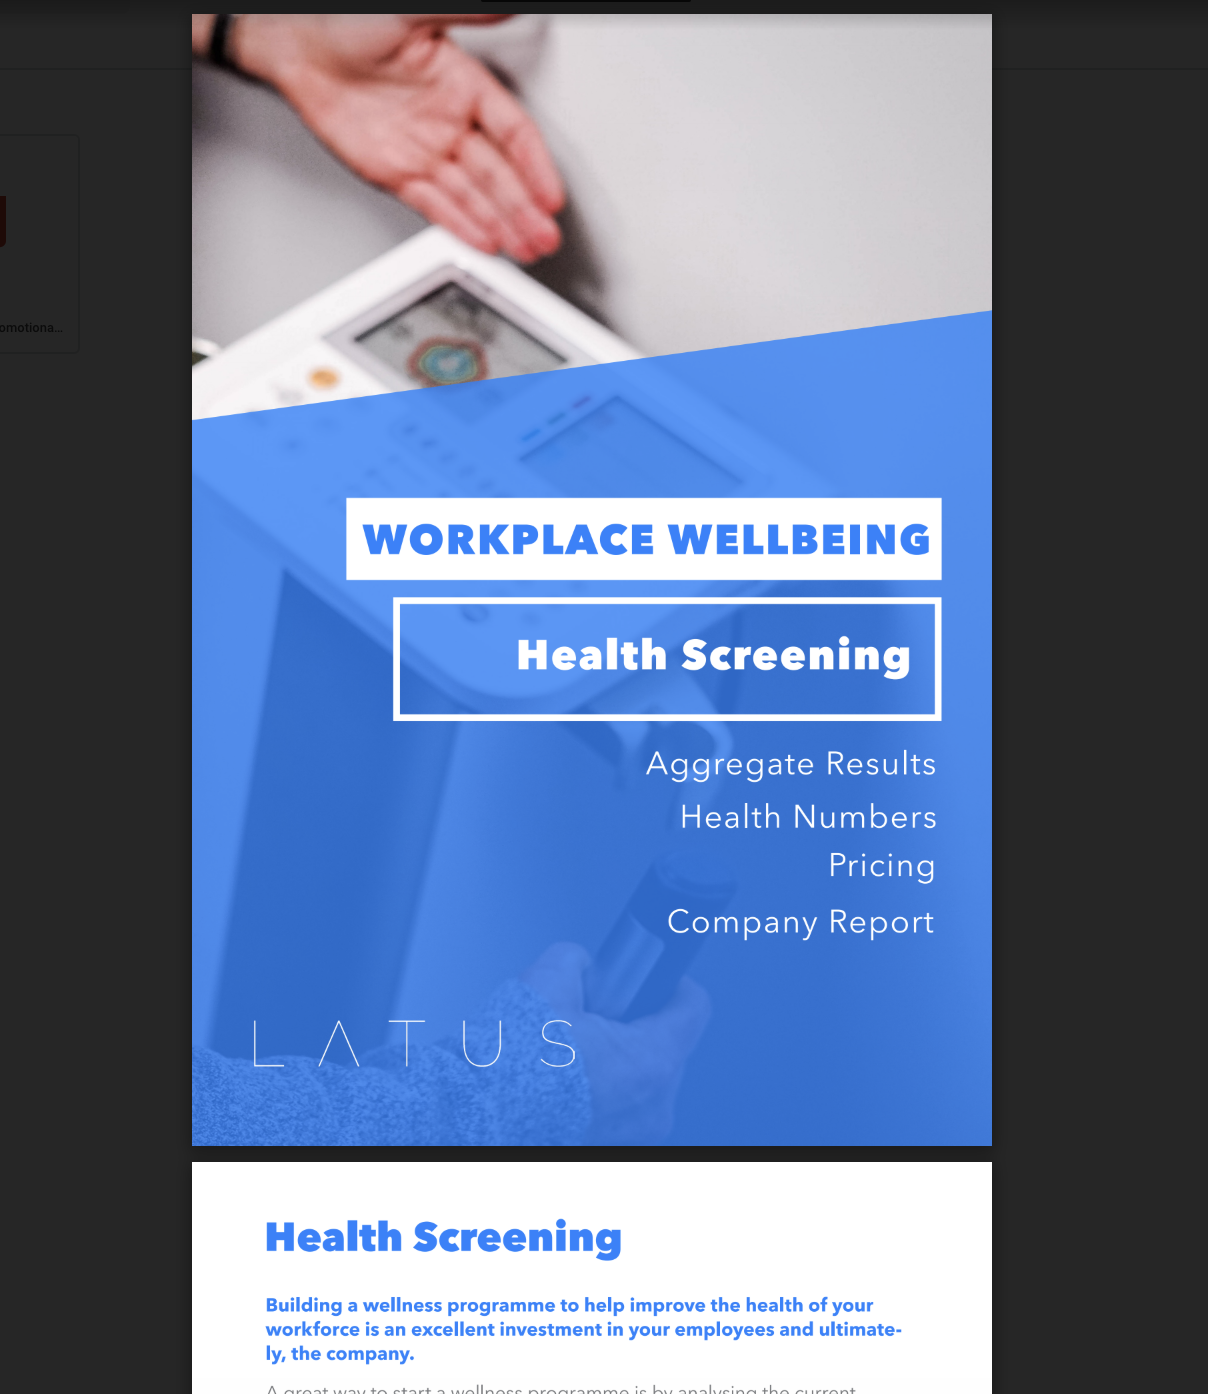 omotiona...
WORKPLACE WELLBEING
Health Screening
Aggregate Results
Health Numbers
Pricing
Company Report
LATUS
Health Screening
Building a wellness programme to help improve the health of your
workforce is an excellent investment in your employees and ultimate-
ly, the company.
A great way to start a wellness programme is by analysing the current